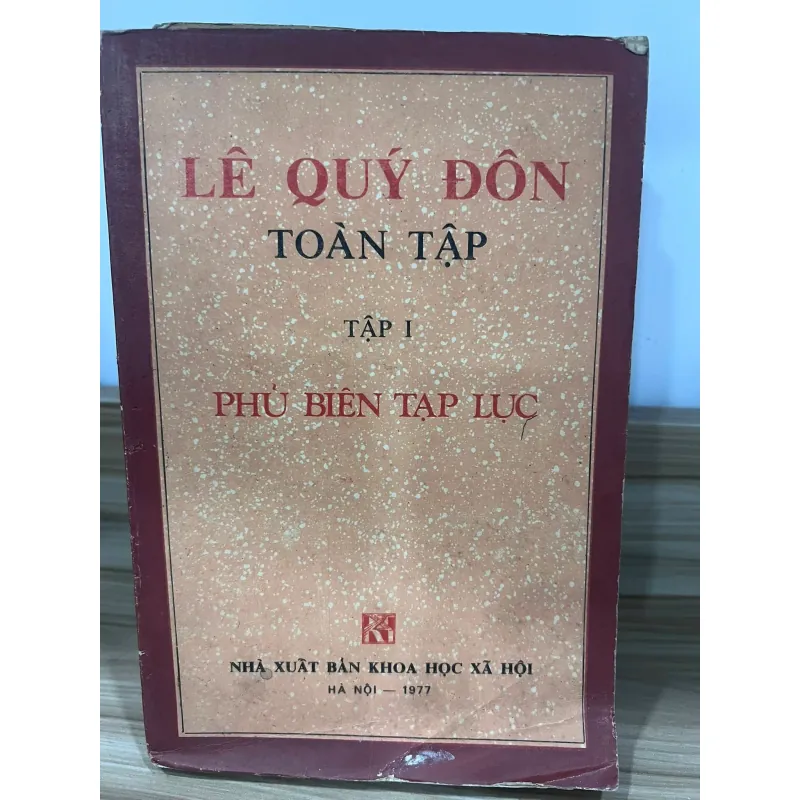 LÊ QUÝ ĐÔN
TOÀN TẬP
TẬP I
PHỦ BIÊN TẠP LỤC
NHÀ XUẤT BẢN KHOA HỌC XÃ HỘI
HÀ NỘI — 1977